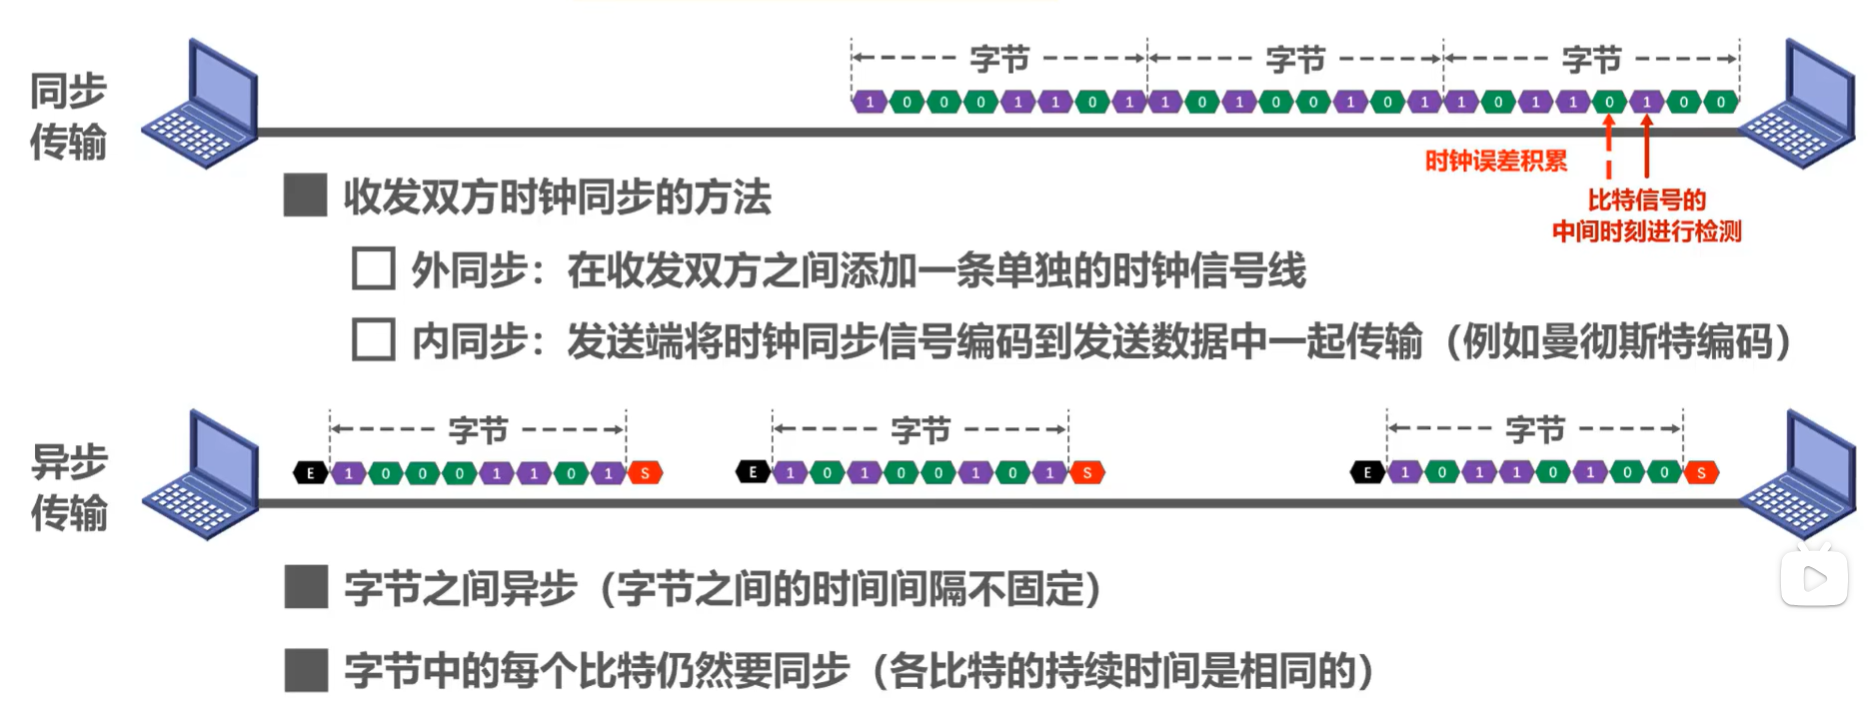 字节 字节 字节
同步
传输
1 0 0 0 1 1 0 1 1 0 1 0 0 1 0 1 1 0 1 1 0 1 0 0
时钟误差积累
比特信号的
中间时刻进行检测
收发双方时钟同步的方法
外同步：在收发双方之间添加一条单独的时钟信号线
内同步：发送端将时钟同步信号编码到发送数据中一起传输（例如曼彻斯特编码）
字节 字节 字节
异步
传输
E 1 0 0 0 1 1 0 1 S E 1 0 1 0 0 1 0 1 S E 1 0 1 1 0 1 0 0 S
字节之间异步（字节之间的时间间隔不固定）
字节中的每个比特仍然要同步（各比特的持续时间是相同的）